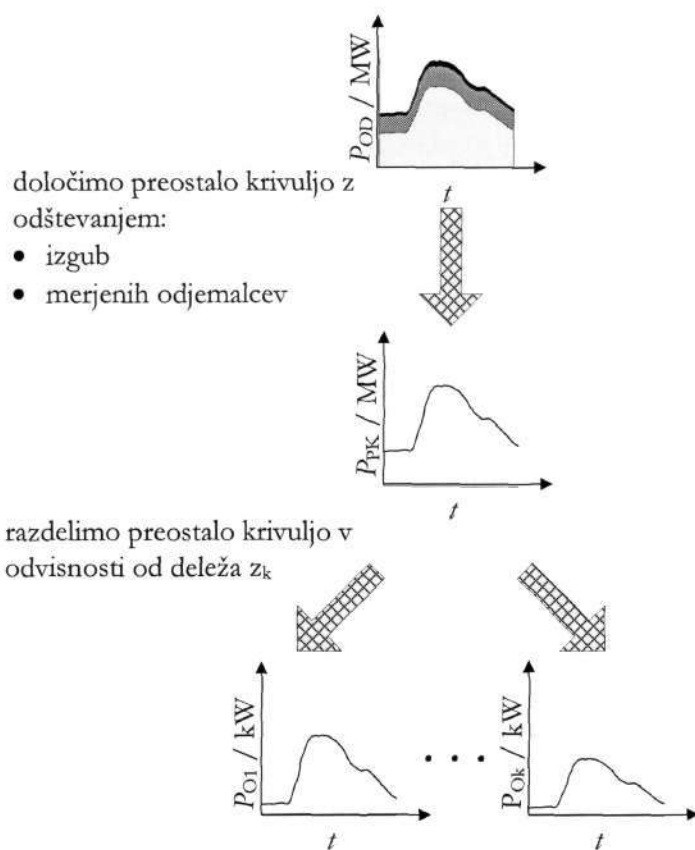 P_OD / MW
t
določimo preostalo krivuljo z
odštevanjem:
• izgub
• merjenih odjemalcev
P_PK / MW
t
razdelimo preostalo krivuljo v
odvisnosti od deleža z_k
P_O1 / kW
t
• • •
P_Ok / kW
t